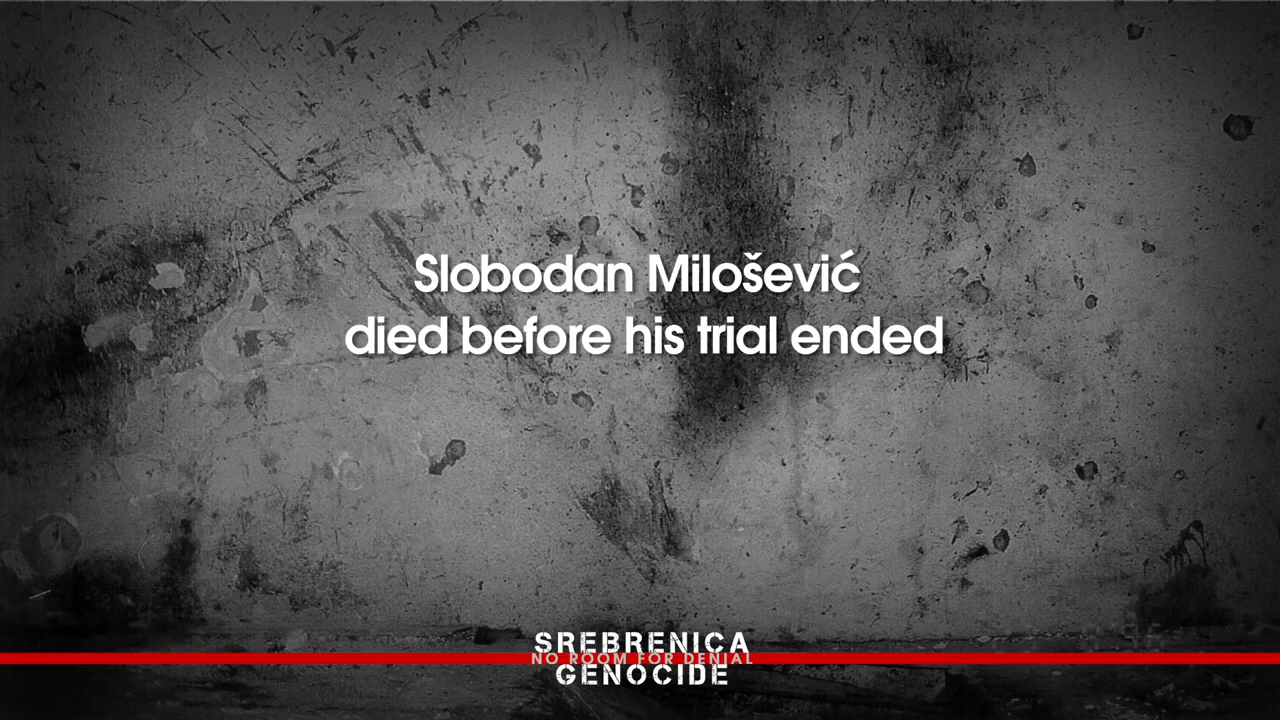 Slobodan Milošević
died before his trial ended
SREBRENICA
NO ROOM FOR DENIAL
GENOCIDE